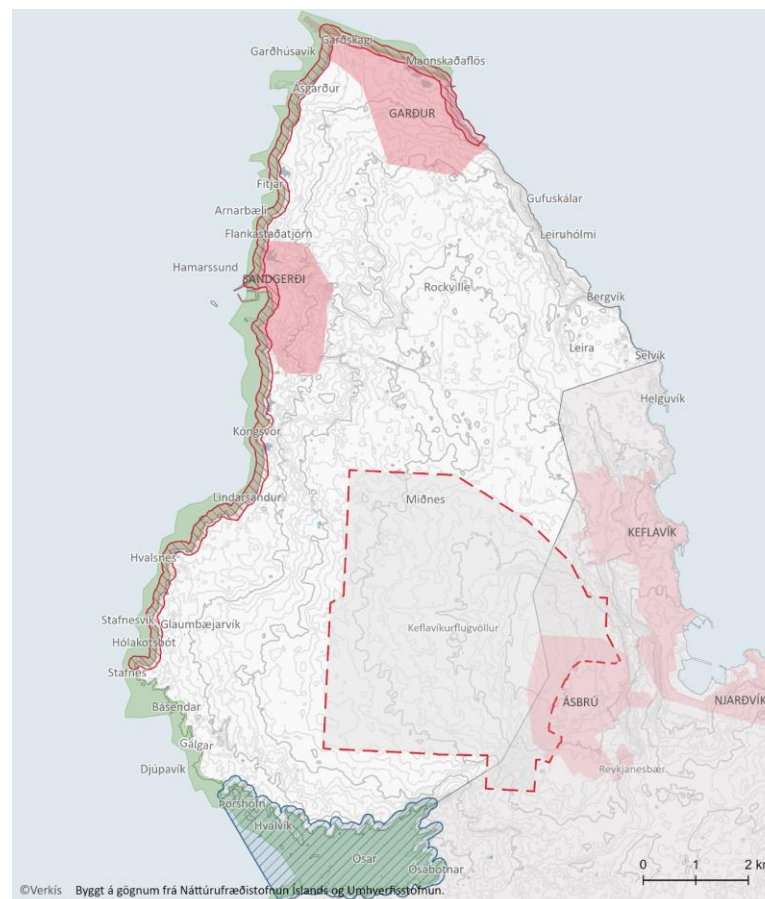 Garðskagi
Garðhúsavík
Mannskaðaflös
Ásgarður
GARÐUR
Fitjar
Gufuskálar
Arnarbæli
Flankastaðatjörn
Leiruhólmi
Hamarssund
SANDGERÐI
Rockville
Bergvík
Leira
Selvík
Helguvík
Kóngsvör
Lindarsandur
Miðnes
KEFLAVÍK
Hvalsnes
Stafnesvík
Glaumbæjarvík
Keflavíkurflugvöllur
Hólakotsbót
Stafnes
Básendar
ÁSBRÚ
NJARÐVÍK
Gálgar
Djúpavík
Reykjanesbær
Þórshöfn
Hvalvík
Ósar
Ósabotnar
0 1 2 k
©Verkís Byggt á gögnum frá Náttúrufræðistofnun Íslands og Umhverfisstofnun.